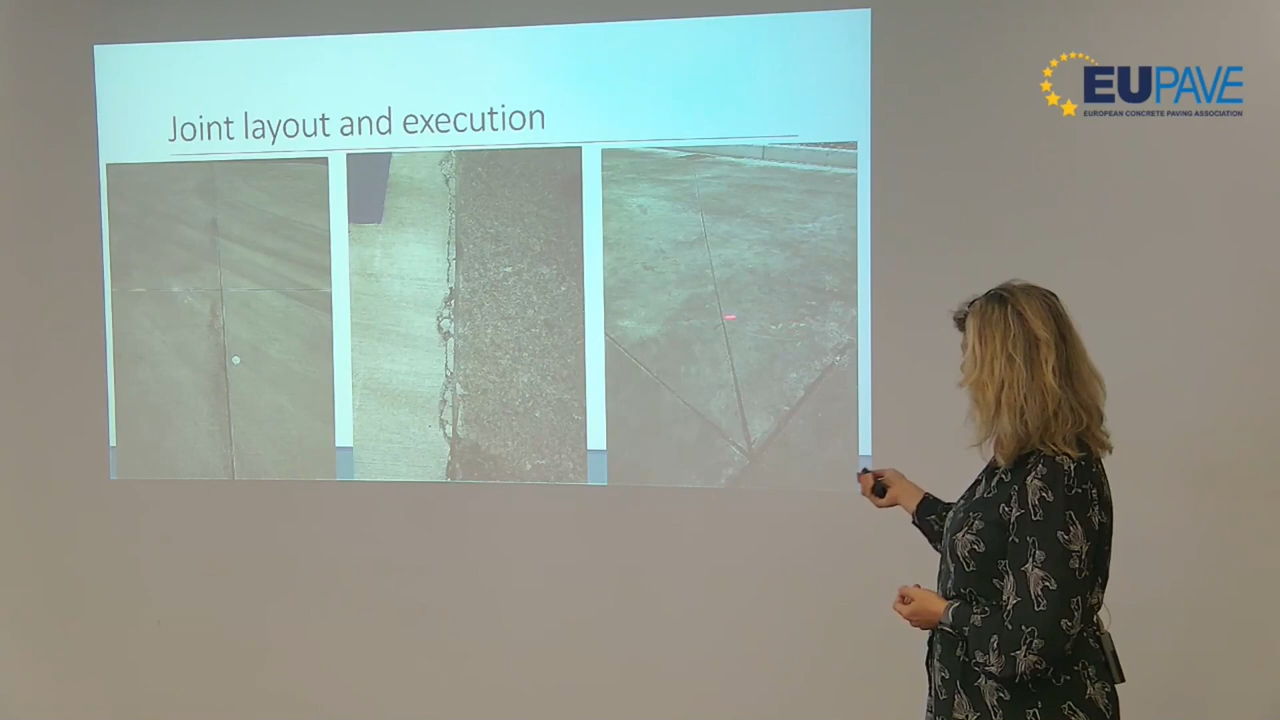 Joint layout and execution
EUPAVE
EUROPEAN CONCRETE PAVING ASSOCIATION